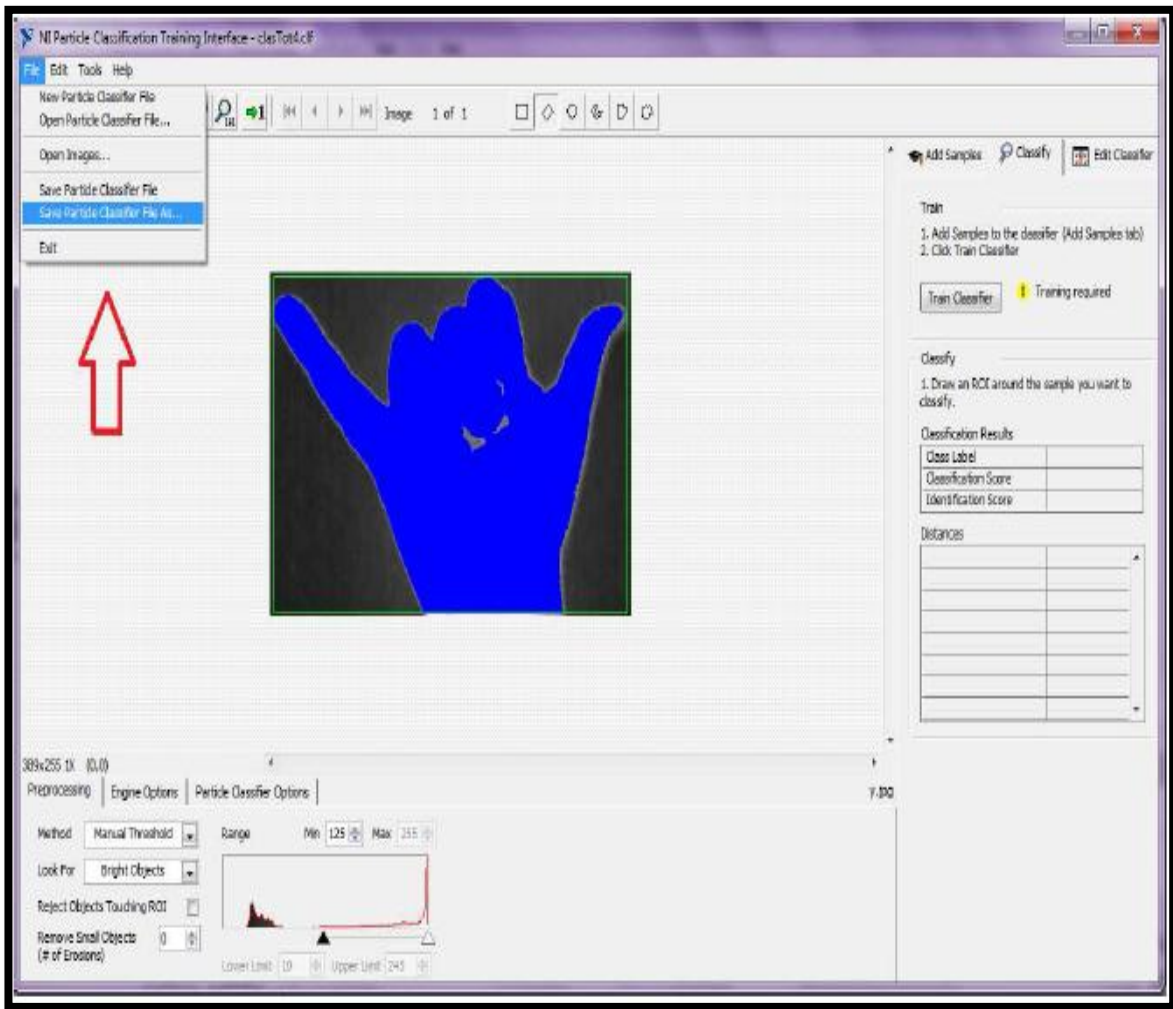 NI Particle Classification Training Interface - clasTot4.clf
File Edit Tools Help
New Particle Classifier File
Open Particle Classifier File...
Open Images...
Save Particle Classifier File
Save Particle Classifier File As...
Exit
1:1 1 Image 1 of 1
Add Samples Classify Edit Classifier
Train
1. Add Samples to the classifier (Add Samples tab)
2. Click Train Classifier
Train Classifier ! Training required
Classify
1. Draw an ROI around the sample you want to
classify.
Classification Results
Class Label
Classification Score
Identification Score
Distances
389x255 1X (0,0)
Preprocessing Engine Options Particle Classifier Options y.jpg
Method Manual Threshold Range Min 125 Max 255
Look For Bright Objects
Reject Objects Touching ROI
Remove Small Objects 0
(# of Erosions)
Lower Limit 10 Upper Limit 245